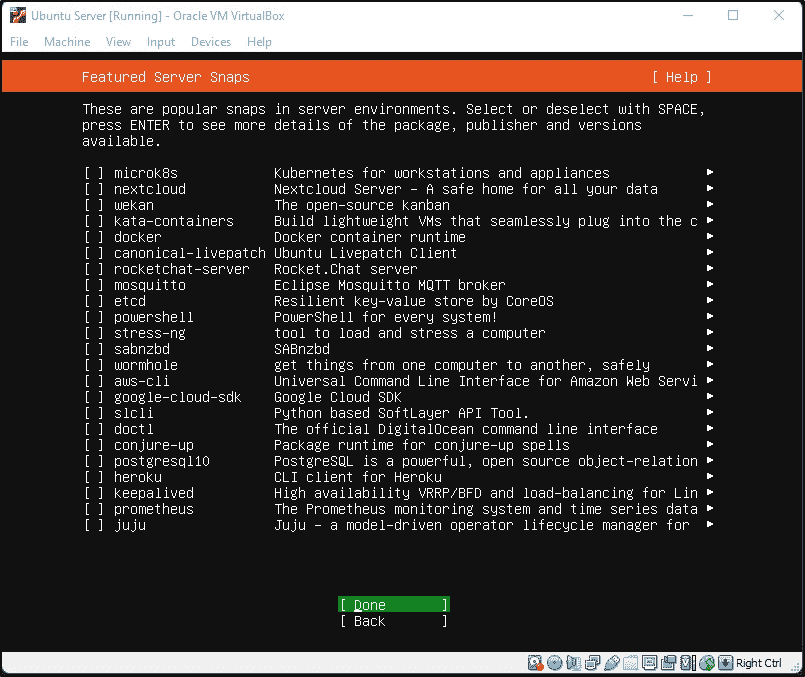 Ubuntu Server [Running] - Oracle VM VirtualBox
File Machine View Input Devices Help
Featured Server Snaps [ Help ]
These are popular snaps in server environments. Select or deselect with SPACE,
press ENTER to see more details of the package, publisher and versions
available.
[ ] microk8s Kubernetes for workstations and appliances ▸
[ ] nextcloud Nextcloud Server - A safe home for all your data ▸
[ ] wekan The open-source kanban ▸
[ ] kata-containers Build lightweight VMs that seamlessly plug into the c ▸
[ ] docker Docker container runtime ▸
[ ] canonical-livepatch Ubuntu Livepatch Client ▸
[ ] rocketchat-server Rocket.Chat server ▸
[ ] mosquitto Eclipse Mosquitto MQTT broker ▸
[ ] etcd Resilient key-value store by CoreOS ▸
[ ] powershell PowerShell for every system! ▸
[ ] stress-ng tool to load and stress a computer ▸
[ ] sabnzbd SABnzbd ▸
[ ] wormhole get things from one computer to another, safely ▸
[ ] aws-cli Universal Command Line Interface for Amazon Web Servi ▸
[ ] google-cloud-sdk Google Cloud SDK ▸
[ ] slcli Python based SoftLayer API Tool. ▸
[ ] doctl The official DigitalOcean command line interface ▸
[ ] conjure-up Package runtime for conjure-up spells ▸
[ ] postgresql10 PostgreSQL is a powerful, open source object-relation ▸
[ ] heroku CLI client for Heroku ▸
[ ] keepalived High availability VRRP/BFD and load-balancing for Lin ▸
[ ] prometheus The Prometheus monitoring system and time series data ▸
[ ] juju Juju - a model-driven operator lifecycle manager for ▸
[ Done ]
[ Back ]
Right Ctrl